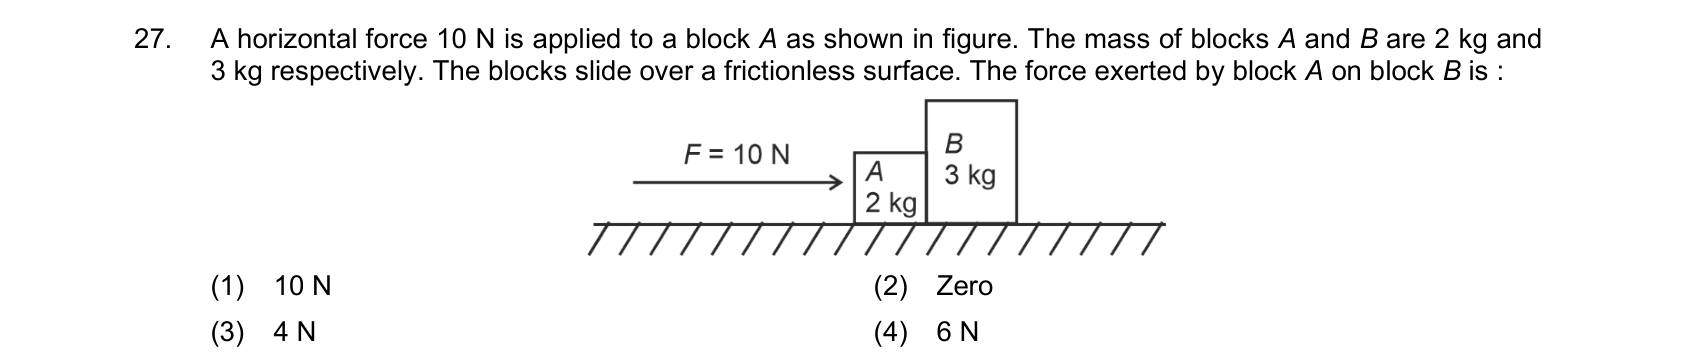 27. A horizontal force 10 N is applied to a block A as shown in figure. The mass of blocks A and B are 2 kg and
3 kg respectively. The blocks slide over a frictionless surface. The force exerted by block A on block B is :
F = 10 N
A
2 kg
B
3 kg
(1) 10 N (2) Zero
(3) 4 N (4) 6 N